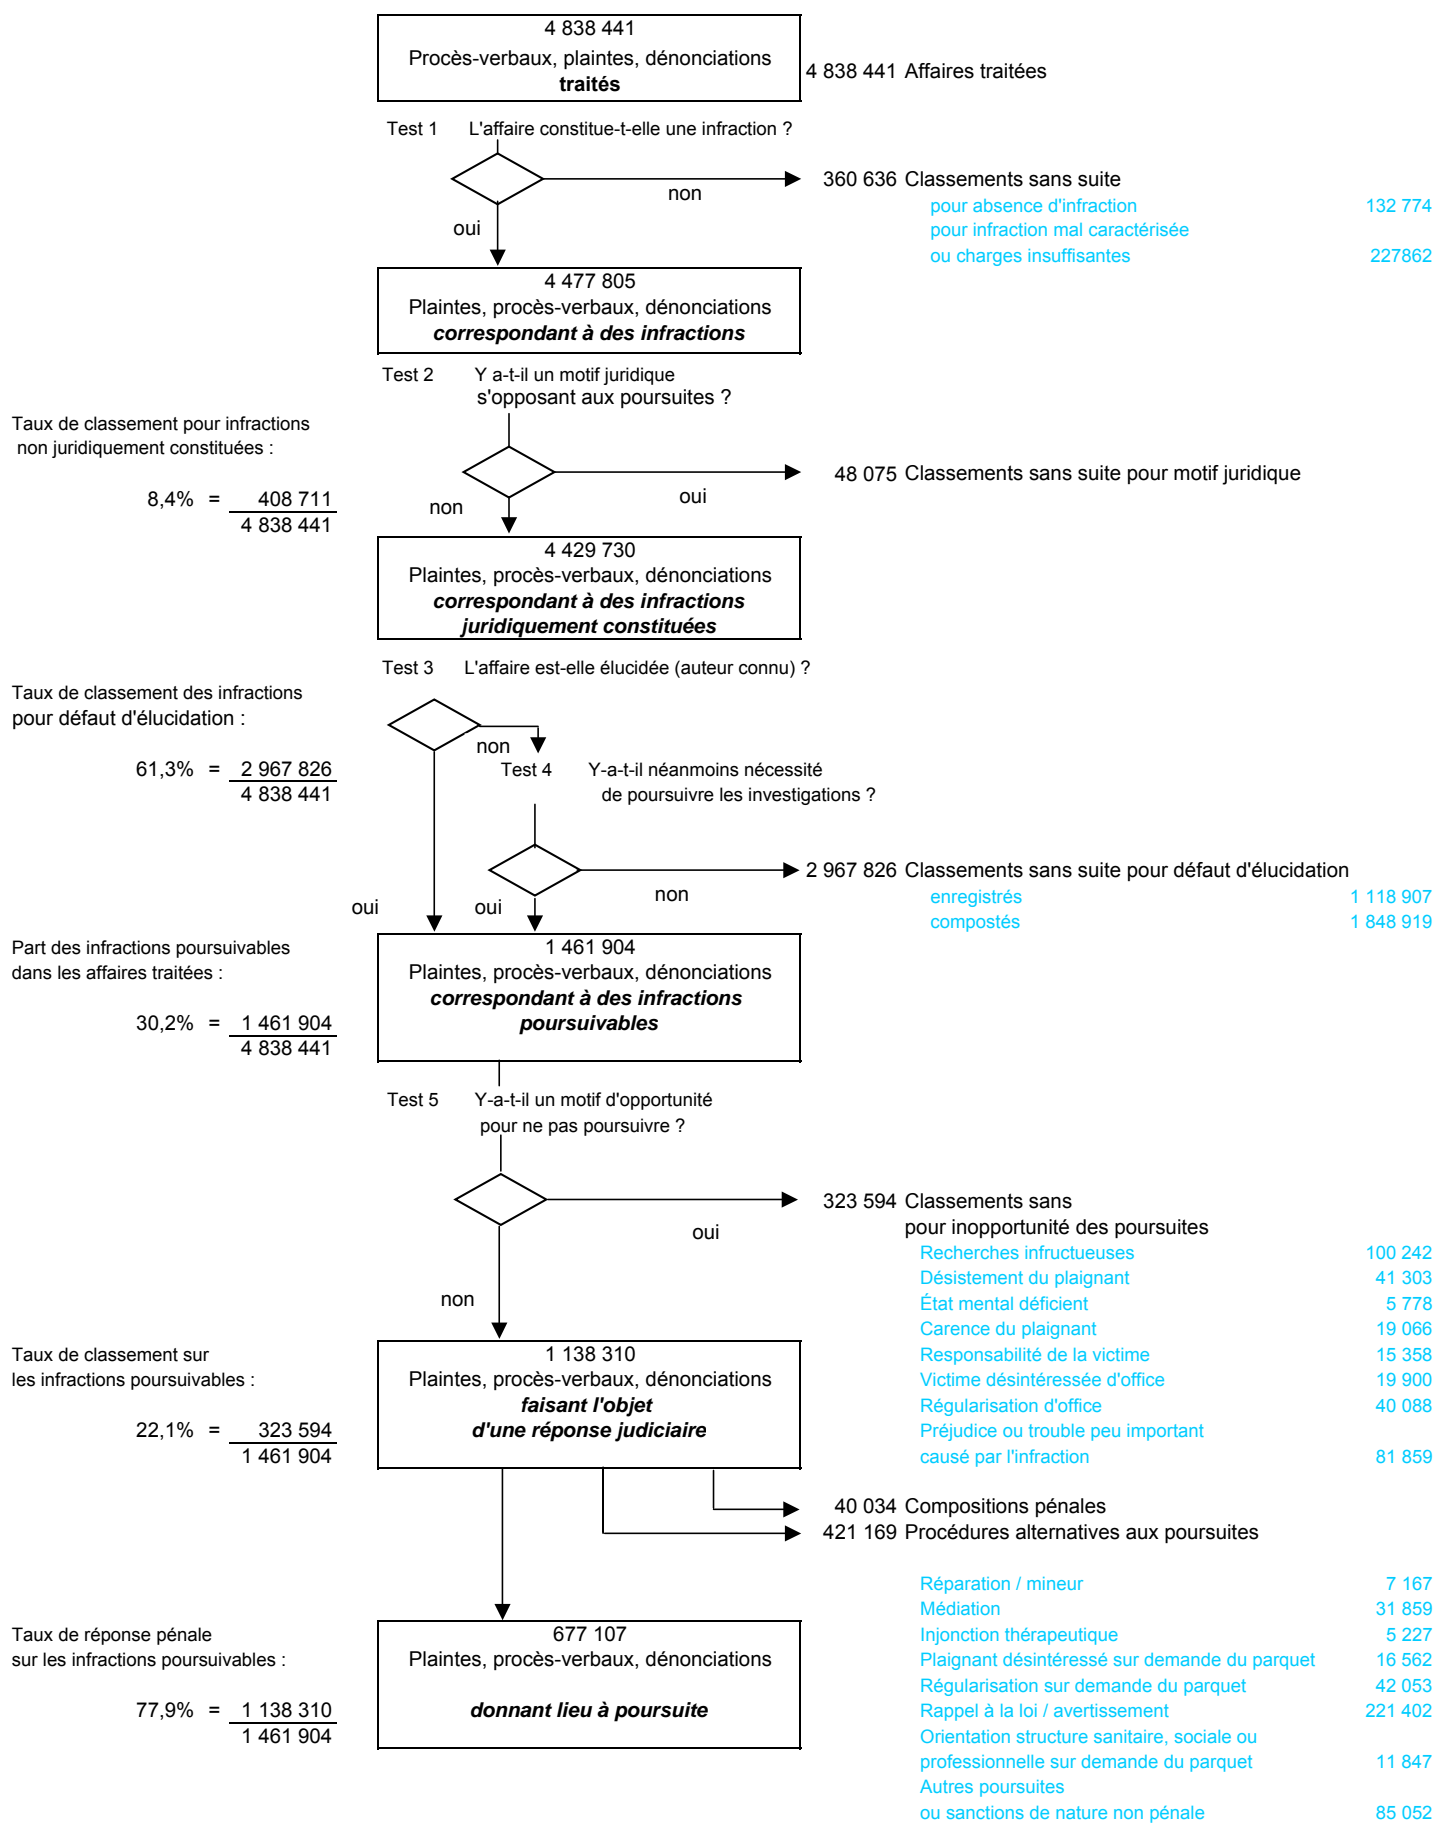 4 838 441
Procès-verbaux, plaintes, dénonciations
traités
4 838 441 Affaires traitées
Test 1 L'affaire constitue-t-elle une infraction ?
non
360 636 Classements sans suite
pour absence d'infraction 132 774
pour infraction mal caractérisée
ou charges insuffisantes 227862
oui
4 477 805
Plaintes, procès-verbaux, dénonciations
correspondant à des infractions
Test 2 Y a-t-il un motif juridique
s'opposant aux poursuites ?
Taux de classement pour infractions
non juridiquement constituées :
8,4% = 408 711
4 838 441
oui
48 075 Classements sans suite pour motif juridique
non
4 429 730
Plaintes, procès-verbaux, dénonciations
correspondant à des infractions
juridiquement constituées
Test 3 L'affaire est-elle élucidée (auteur connu) ?
Taux de classement des infractions
pour défaut d'élucidation :
61,3% = 2 967 826
4 838 441
non
Test 4 Y-a-t-il néanmoins nécessité
de poursuivre les investigations ?
non
2 967 826 Classements sans suite pour défaut d'élucidation
enregistrés 1 118 907
compostés 1 848 919
oui
oui
Part des infractions poursuivables
dans les affaires traitées :
30,2% = 1 461 904
4 838 441
1 461 904
Plaintes, procès-verbaux, dénonciations
correspondant à des infractions
poursuivables
Test 5 Y-a-t-il un motif d'opportunité
pour ne pas poursuivre ?
oui
323 594 Classements sans
pour inopportunité des poursuites
Recherches infructueuses 100 242
Désistement du plaignant 41 303
État mental déficient 5 778
Carence du plaignant 19 066
Responsabilité de la victime 15 358
Victime désintéressée d'office 19 900
Régularisation d'office 40 088
Préjudice ou trouble peu important
causé par l'infraction 81 859
non
Taux de classement sur
les infractions poursuivables :
22,1% = 323 594
1 461 904
1 138 310
Plaintes, procès-verbaux, dénonciations
faisant l'objet
d'une réponse judiciaire
40 034 Compositions pénales
421 169 Procédures alternatives aux poursuites
Réparation / mineur 7 167
Médiation 31 859
Injonction thérapeutique 5 227
Plaignant désintéressé sur demande du parquet 16 562
Régularisation sur demande du parquet 42 053
Rappel à la loi / avertissement 221 402
Orientation structure sanitaire, sociale ou
professionnelle sur demande du parquet 11 847
Autres poursuites
ou sanctions de nature non pénale 85 052
Taux de réponse pénale
sur les infractions poursuivables :
77,9% = 1 138 310
1 461 904
677 107
Plaintes, procès-verbaux, dénonciations
donnant lieu à poursuite